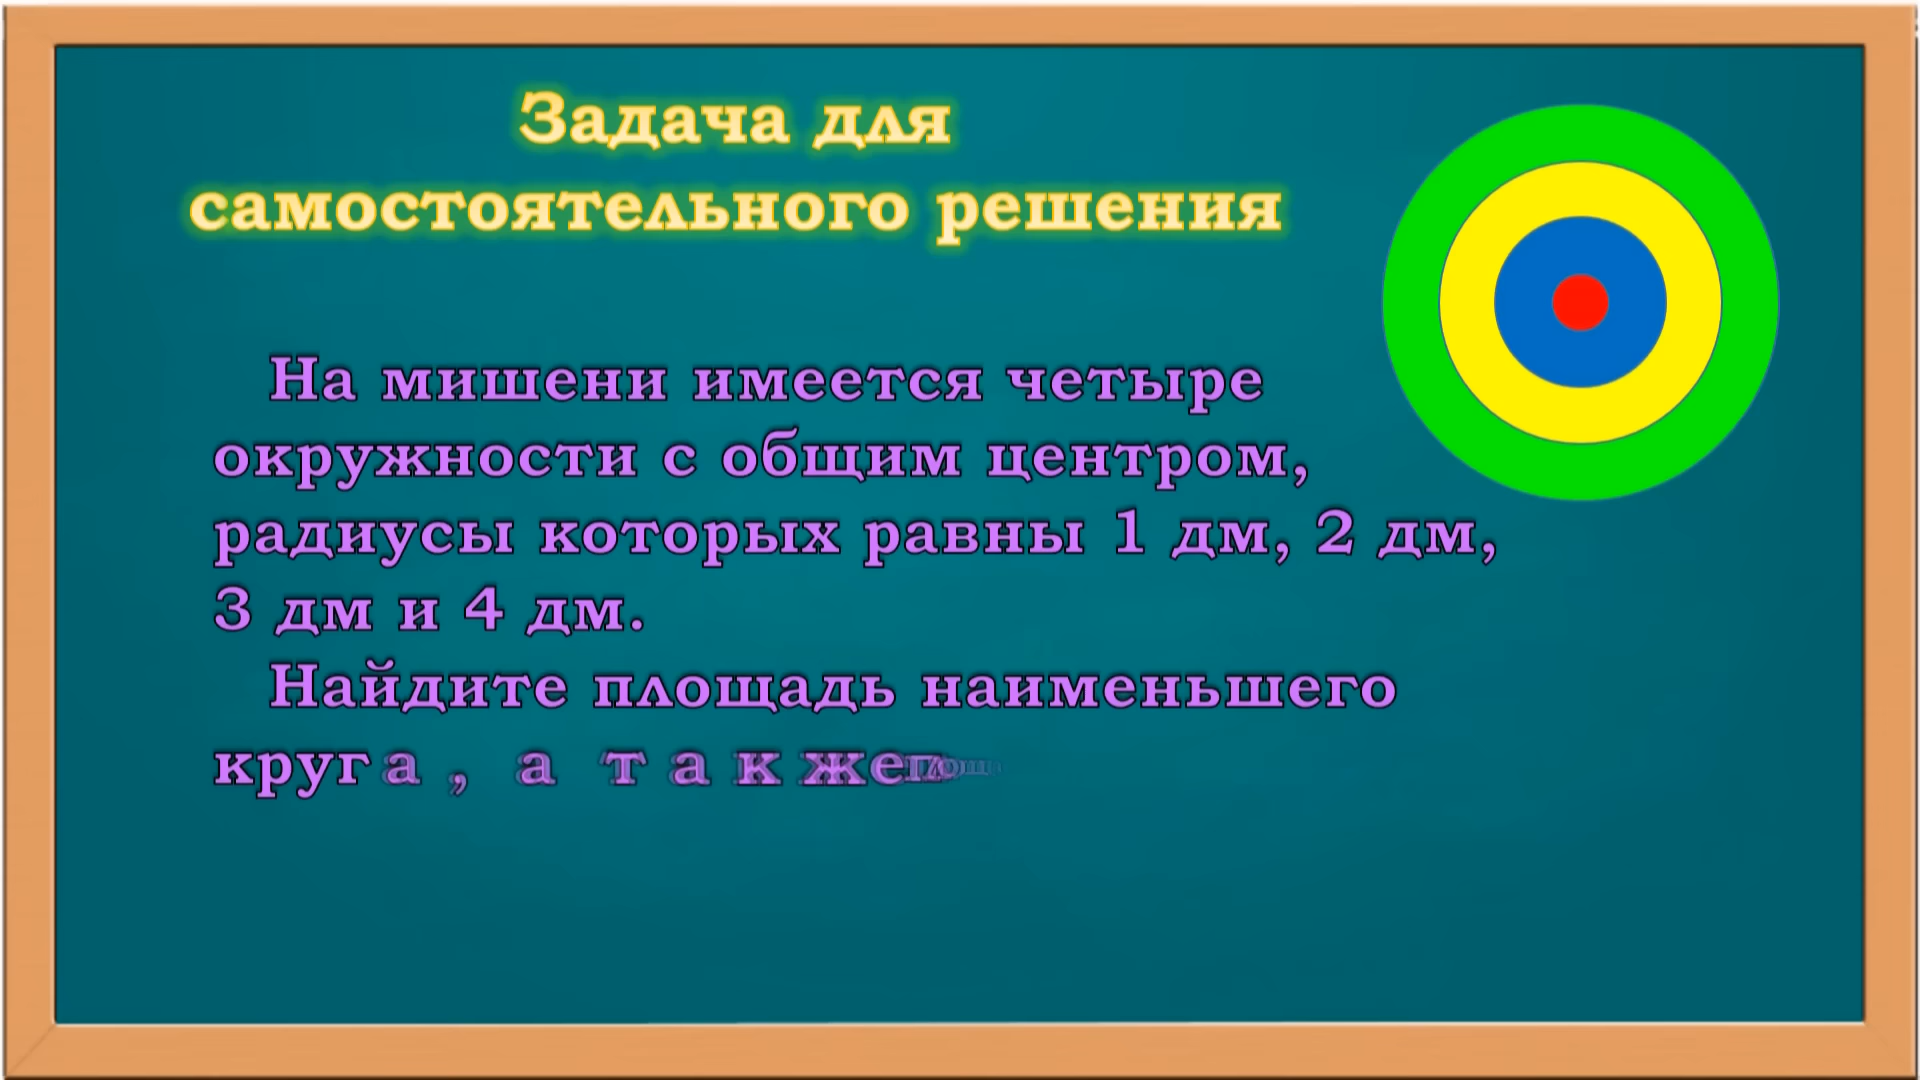 Задача для
самостоятельного решения
На мишени имеется четыре
окружности с общим центром,
радиусы которых равны 1 дм, 2 дм,
3 дм и 4 дм.
Найдите площадь наименьшего
круга, а также